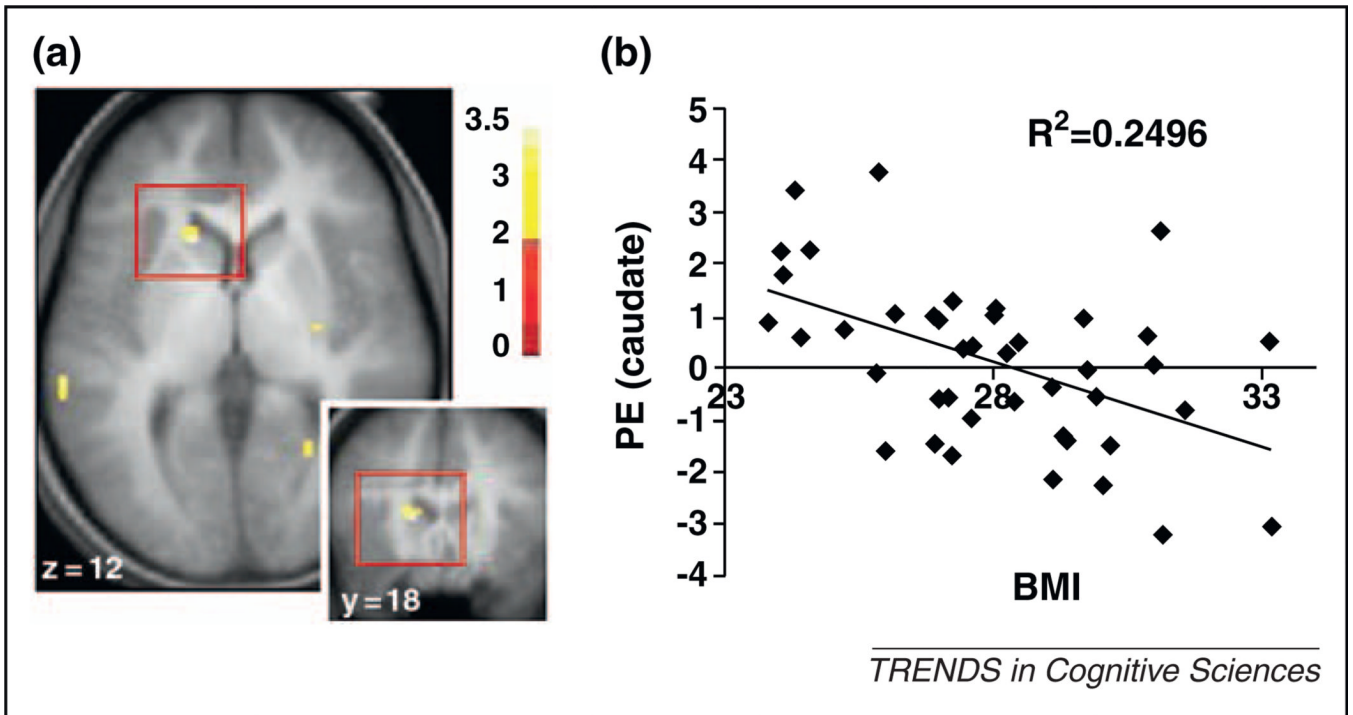 (a)
3.5
3
2
1
0
z = 12
y = 18
(b)
R²=0.2496
PE (caudate)
5
4
3
2
1
0
-1
-2
-3
-4
23
28
33
BMI
TRENDS in Cognitive Sciences